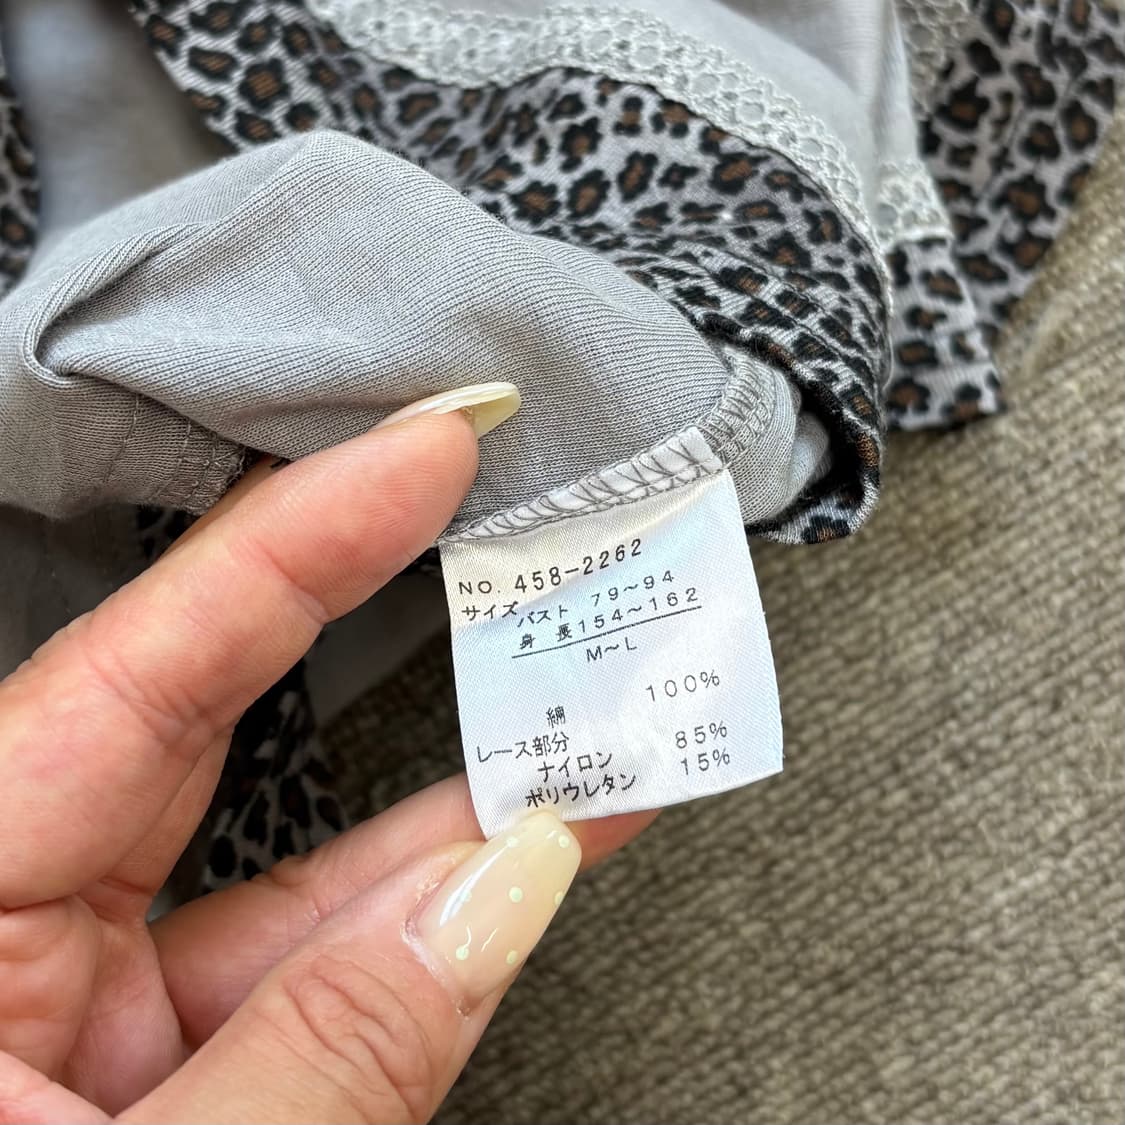 NO. 458-2262
サイズ バスト 79~94
身 長154~162
M~L
100%
綿
レース部分
ナイロン 85%
ポリウレタン 15%